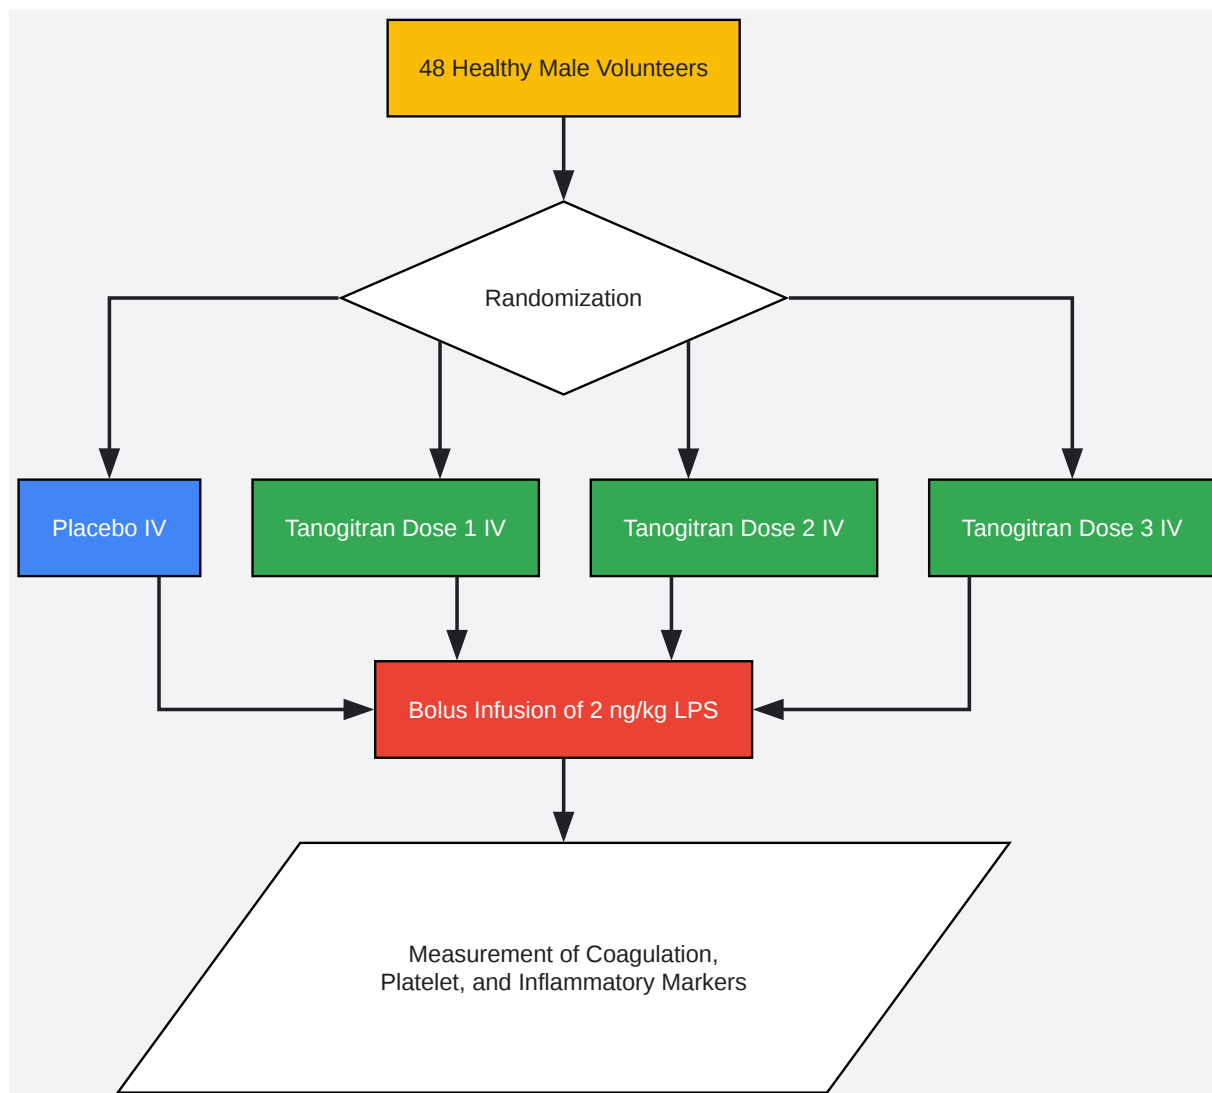 48 Healthy Male Volunteers
Randomization
Placebo IV
Tanogitran Dose 1 IV
Tanogitran Dose 2 IV
Tanogitran Dose 3 IV
Bolus Infusion of 2 ng/kg LPS
Measurement of Coagulation,
Platelet, and Inflammatory Markers